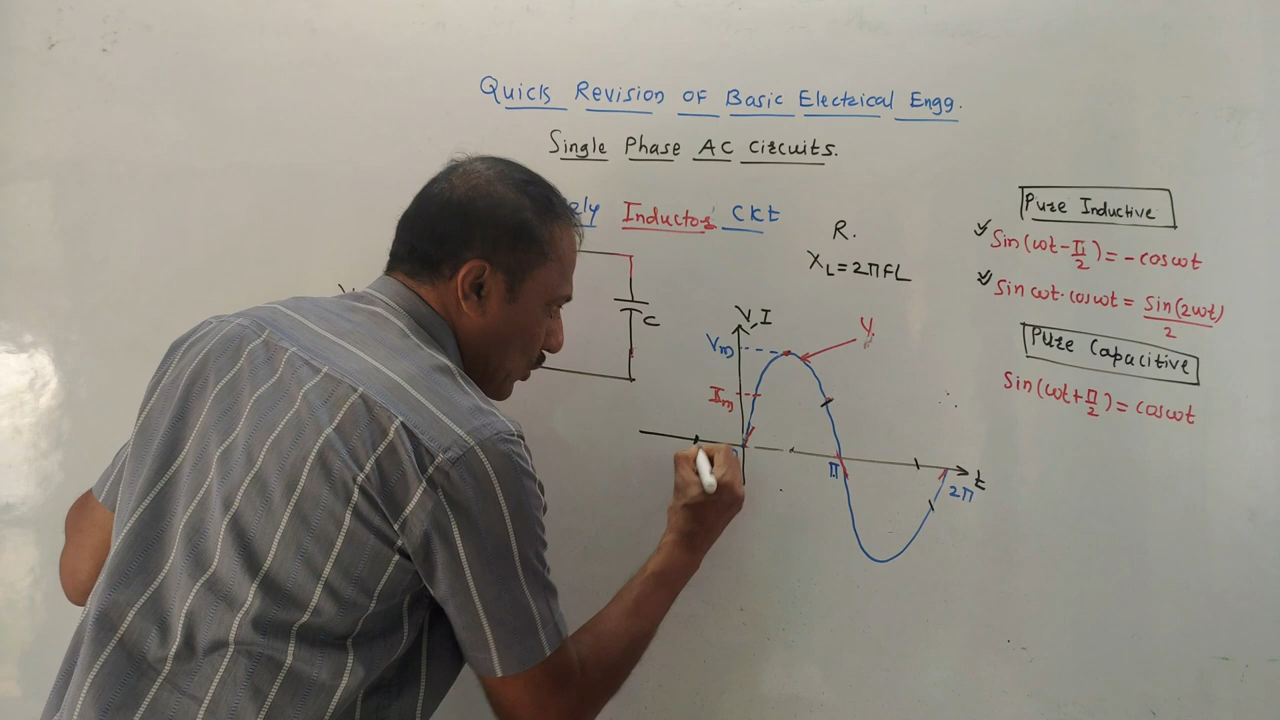 Quick Revision OF Basic Electrical Engg.
Single Phase AC Circuits.
Inductor Ckt
R.
XL=2πFL
C
V, I
Vm
Im
V
π
2π
t
Pure Inductive
Sin(ωt-π/2)=-cosωt
Sin ωt·cosωt= Sin(2ωt)/2
Pure Capacitive
Sin(ωt+π/2)=cosωt